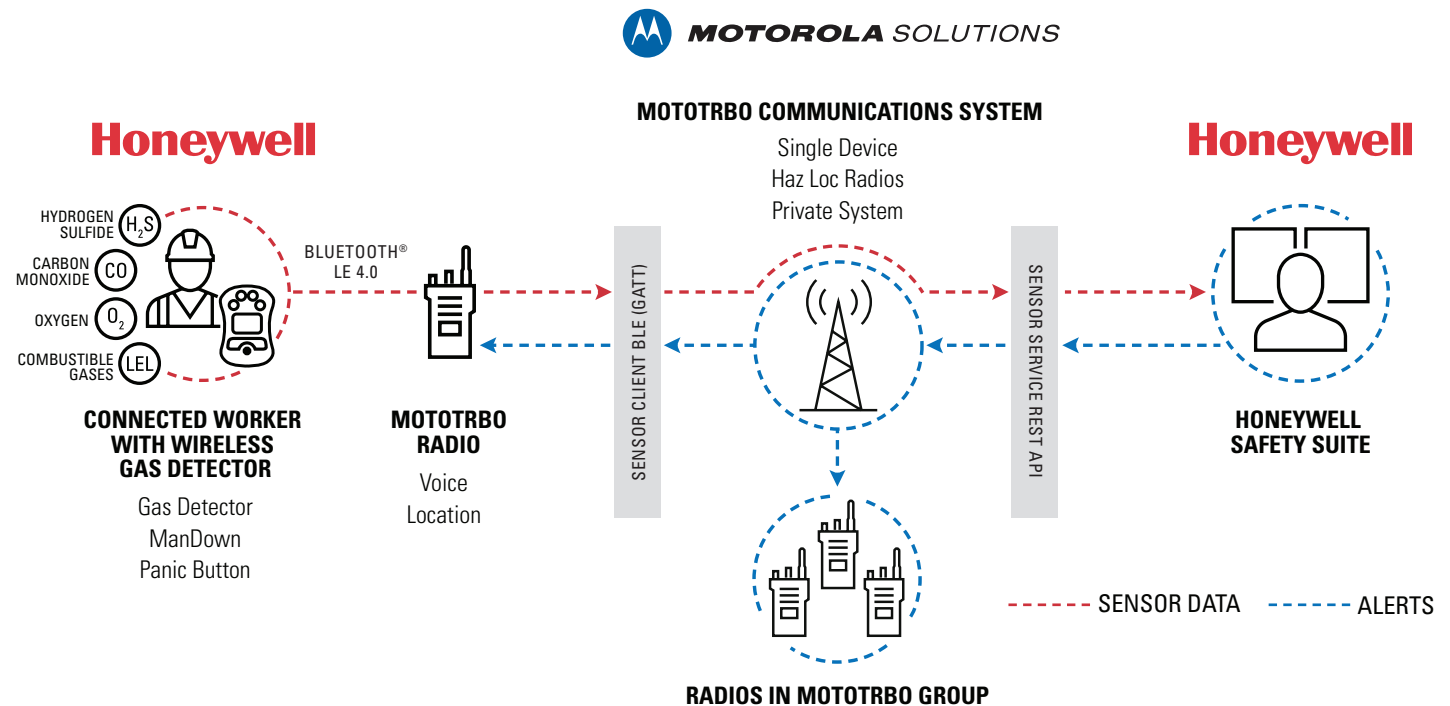 MOTOROLA SOLUTIONS
Honeywell
HYDROGEN
SULFIDE
H₂S
CARBON
MONOXIDE
CO
OXYGEN
O₂
COMBUSTIBLE
GASES
LEL
CONNECTED WORKER
WITH WIRELESS
GAS DETECTOR
Gas Detector
ManDown
Panic Button
BLUETOOTH®
LE 4.0
MOTOTRBO
RADIO
Voice
Location
SENSOR CLIENT BLE (GATT)
MOTOTRBO COMMUNICATIONS SYSTEM
Single Device
Haz Loc Radios
Private System
RADIOS IN MOTOTRBO GROUP
SENSOR SERVICE REST API
Honeywell
HONEYWELL
SAFETY SUITE
SENSOR DATA
ALERTS